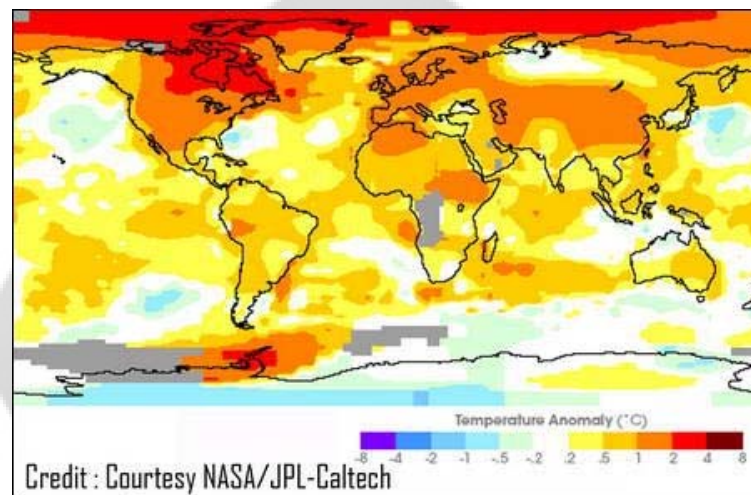 Temperature Anomaly (°C)
-8 -4 -2 -1 -.5 -.2 .2 .5 1 2 4 8
Credit : Courtesy NASA/JPL-Caltech